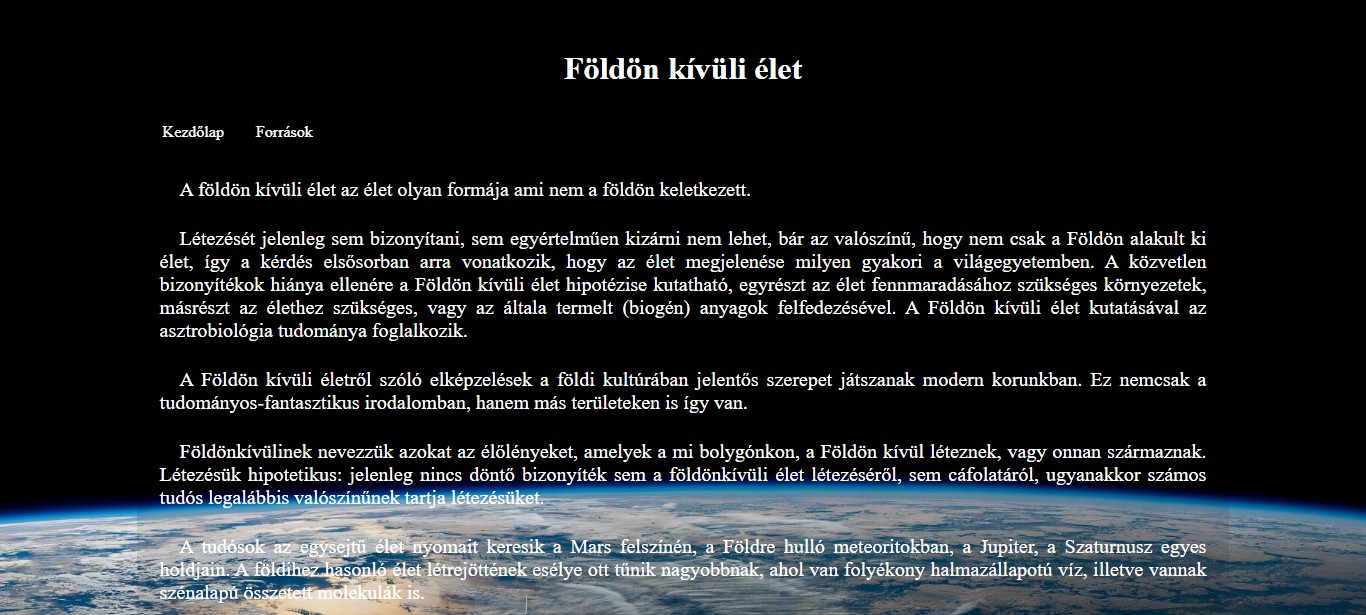 Földön kívüli élet
Kezdőlap Források
A földön kívüli élet az élet olyan formája ami nem a földön keletkezett.
Létezését jelenleg sem bizonyítani, sem egyértelműen kizárni nem lehet, bár az valószínű, hogy nem csak a Földön alakult ki
élet, így a kérdés elsősorban arra vonatkozik, hogy az élet megjelenése milyen gyakori a világegyetemben. A közvetlen
bizonyítékok hiánya ellenére a Földön kívüli élet hipotézise kutatható, egyrészt az élet fennmaradásához szükséges környezetek,
másrészt az élethez szükséges, vagy az általa termelt (biogén) anyagok felfedezésével. A Földön kívüli élet kutatásával az
asztrobiológia tudománya foglalkozik.
A Földön kívüli életről szóló elképzelések a földi kultúrában jelentős szerepet játszanak modern korunkban. Ez nemcsak a
tudományos-fantasztikus irodalomban, hanem más területeken is így van.
Földönkívülinek nevezzük azokat az élőlényeket, amelyek a mi bolygónkon, a Földön kívül léteznek, vagy onnan származnak.
Létezésük hipotetikus: jelenleg nincs döntő bizonyíték sem a földönkívüli élet létezéséről, sem cáfolatáról, ugyanakkor számos
tudós legalábbis valószínűnek tartja létezésüket.
A tudósok az egysejtű élet nyomait keresik a Mars felszínén, a Földre hulló meteoritokban, a Jupiter, a Szaturnusz egyes
holdjain. A földihez hasonló élet létrejöttének esélye ott tűnik nagyobbnak, ahol van folyékony halmazállapotú víz, illetve vannak
szénalapú összetett molekulák is.